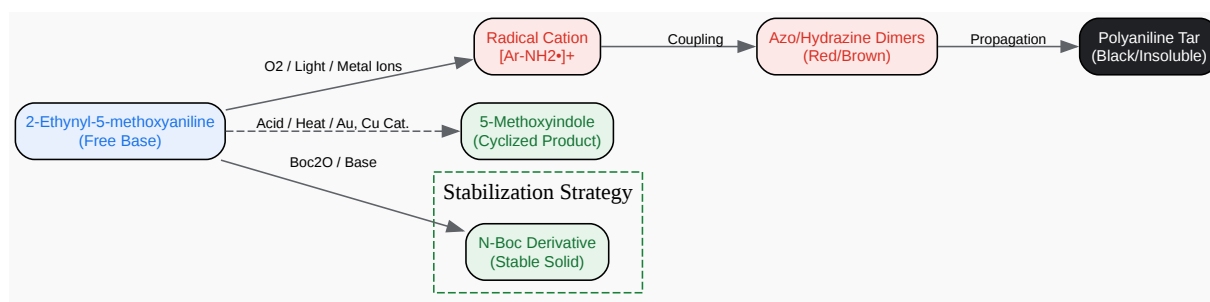 Radical Cation
[Ar-NH2•]+
Coupling
Azo/Hydrazine Dimers
(Red/Brown)
Propagation
Polyaniline Tar
(Black/Insoluble)
O2 / Light / Metal Ions
2-Ethynyl-5-methoxyaniline
(Free Base)
Acid / Heat / Au, Cu Cat.
5-Methoxyindole
(Cyclized Product)
Boc2O / Base
Stabilization Strategy
N-Boc Derivative
(Stable Solid)